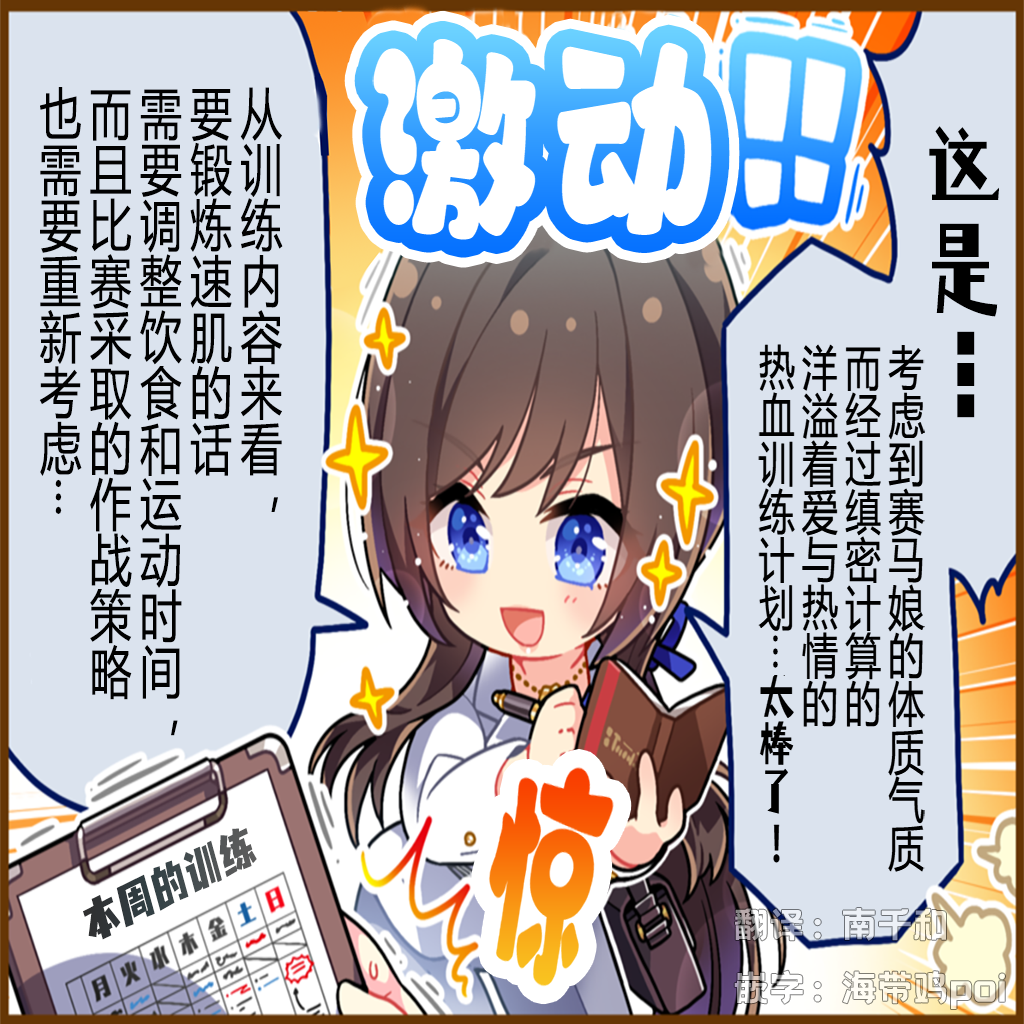 激动!!
这是…
考虑到赛马娘的体质气质
而经过缜密计算的
洋溢着爱与热情的
热血训练计划…太棒了！
从训练内容来看，
要锻炼速肌的话
需要调整饮食和运动时间，
而且比赛采取的作战策略
也需要重新考虑…
惊
本周的训练
月 火 水 木 金 土 日
翻译：南千和
嵌字：海带鸡poi